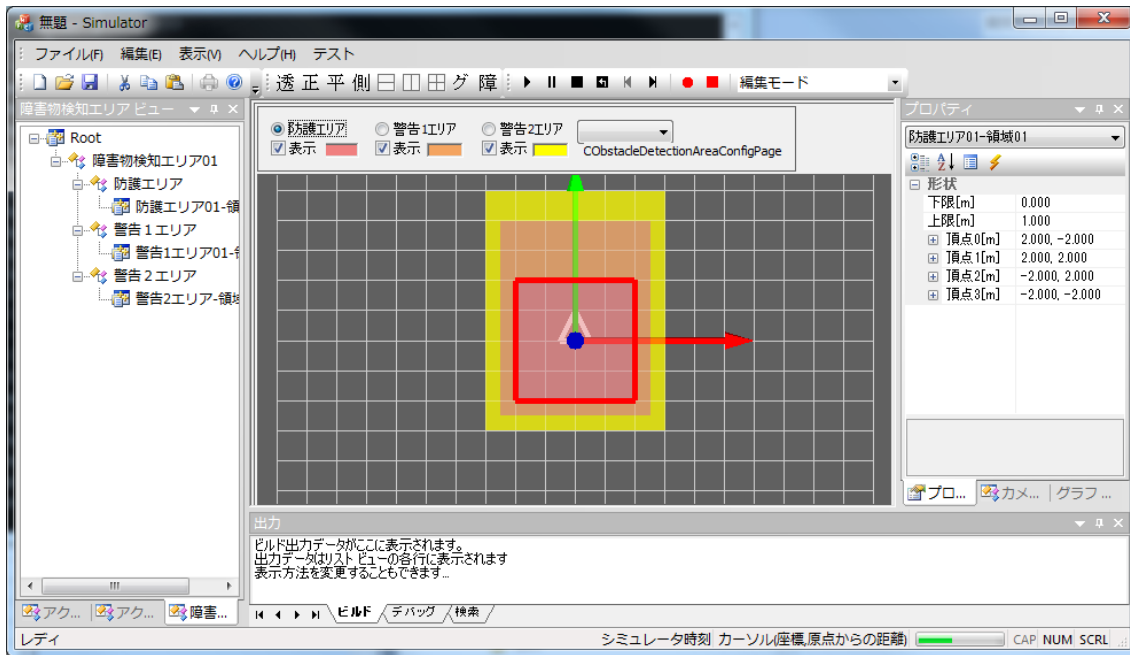 無題 - Simulator
ファイル(F) 編集(E) 表示(V) ヘルプ(H) テスト
透 正 平 側 グ 障 編集モード
障害物検知エリア ビュー
Root
障害物検知エリア01
防護エリア
防護エリア01-領
警告1エリア
警告1エリア01-
警告2エリア
警告2エリア-領域
アク... アク... 障害...
防護エリア 警告1エリア 警告2エリア
表示 表示 表示 CObstacleDetectionAreaConfigPage
プロパティ
防護エリア01-領域01
形状
下限[m] 0.000
上限[m] 1.000
頂点0[m] 2.000, -2.000
頂点1[m] 2.000, 2.000
頂点2[m] -2.000, 2.000
頂点3[m] -2.000, -2.000
プロ... カメ... グラフ...
出力
ビルド出力データがここに表示されます。
出力データはリスト ビューの各行に表示されます
表示方法を変更することもできます...
ビルド デバッグ 検索
レディ シミュレータ時刻 カーソル(座標,原点からの距離) CAP NUM SCRL